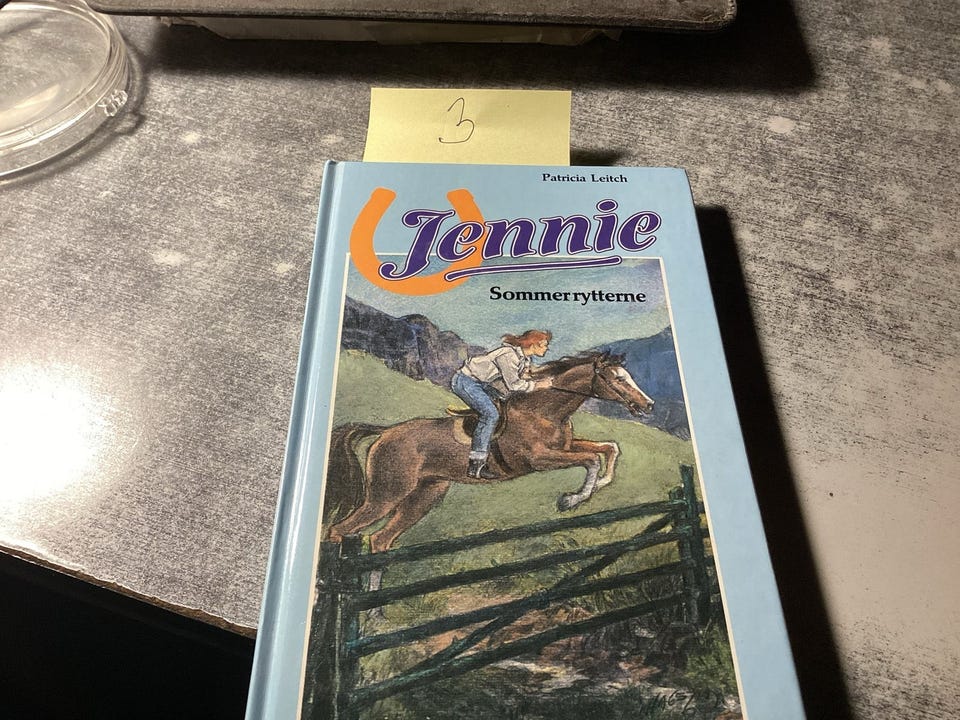 3
Patricia Leitch
Jennie
Sommerrytterne